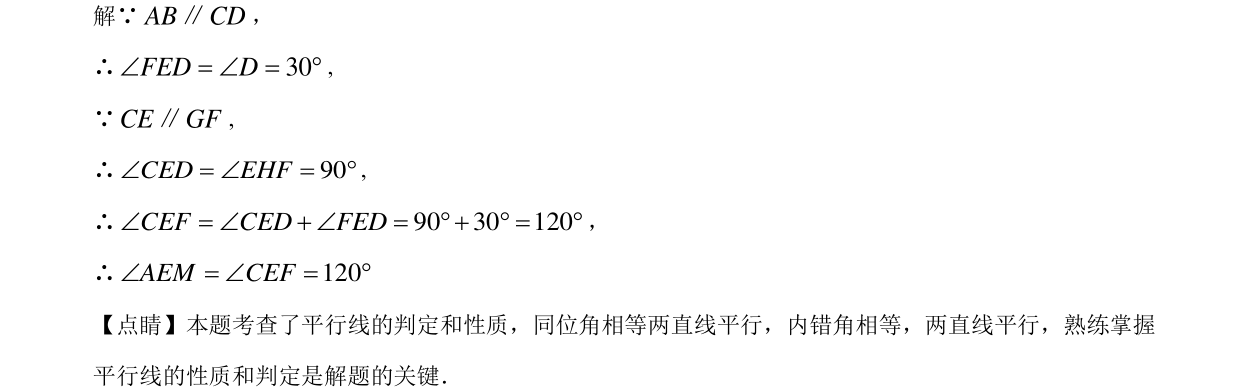 解∵ AB∥CD，
∴∠FED=∠D=30°，
∵ CE∥GF，
∴∠CED=∠EHF=90°，
∴∠CEF=∠CED+∠FED=90°+30°=120°，
∴∠AEM=∠CEF=120°
【点睛】本题考查了平行线的判定和性质，同位角相等两直线平行，内错角相等，两直线平行，熟练掌握
平行线的性质和判定是解题的关键．